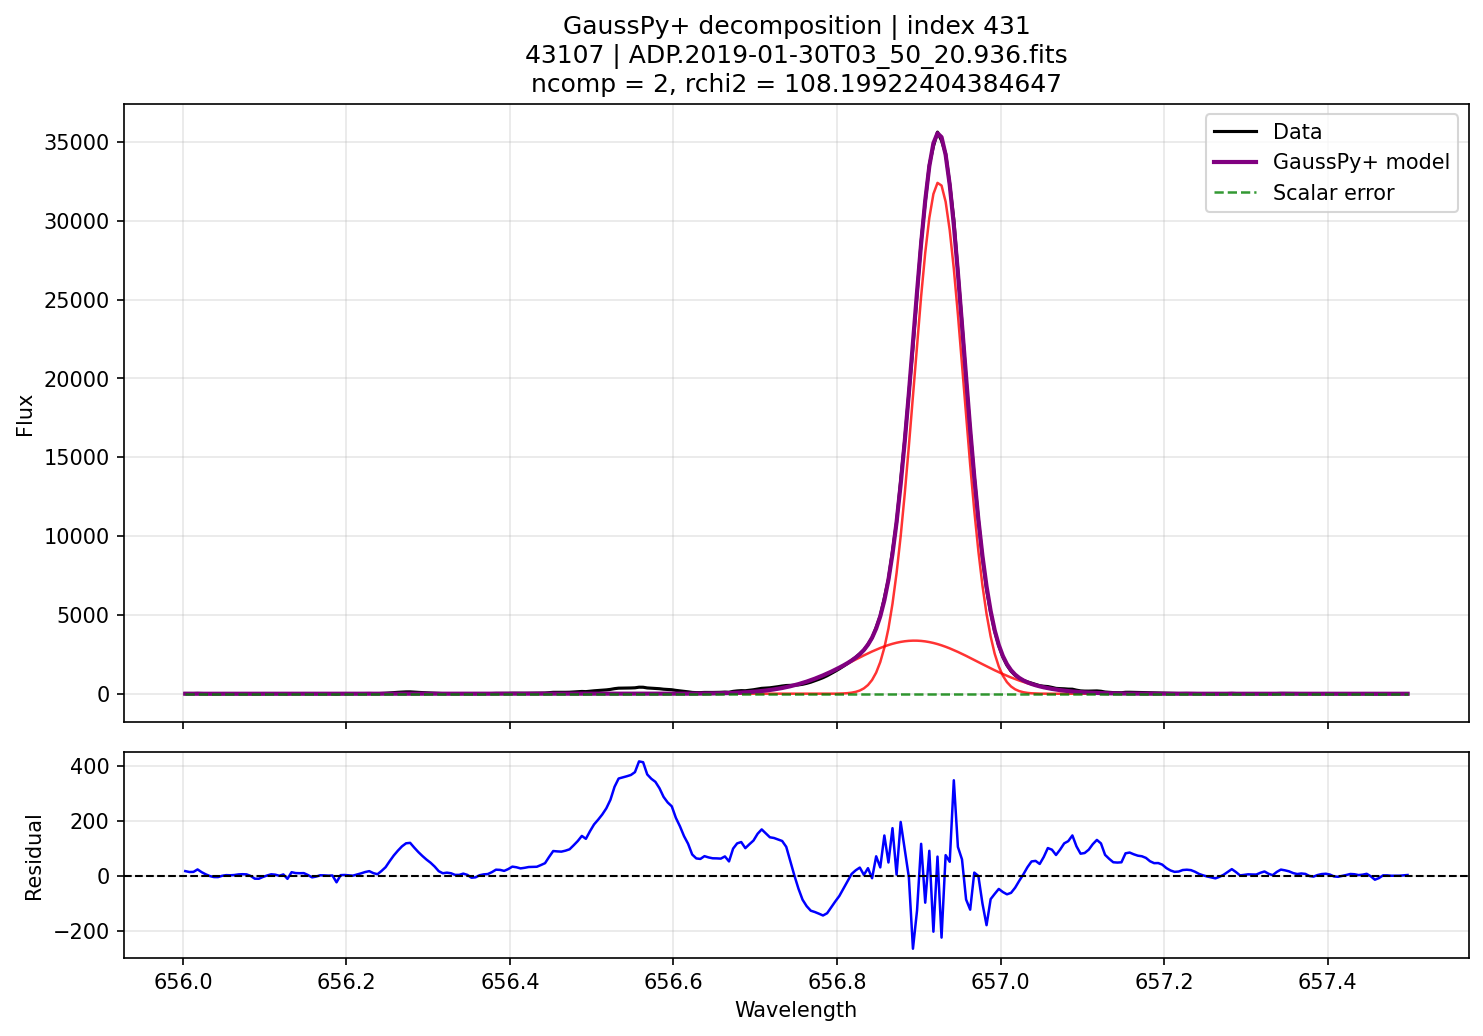 GaussPy+ decomposition | index 431
43107 | ADP.2019-01-30T03_50_20.936.fits
ncomp = 2, rchi2 = 108.19922404384647
Data
GaussPy+ model
Scalar error
35000
30000
25000
20000
15000
10000
5000
0
Flux
400
200
0
−200
Residual
656.0
656.2
656.4
656.6
656.8
657.0
657.2
657.4
Wavelength